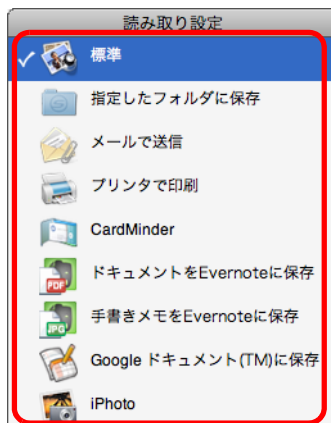 読み取り設定
標準
指定したフォルダに保存
メールで送信
プリンタで印刷
CardMinder
ドキュメントをEvernoteに保存
PDF
手書きメモをEvernoteに保存
JPG
Google ドキュメント(TM)に保存
iPhoto